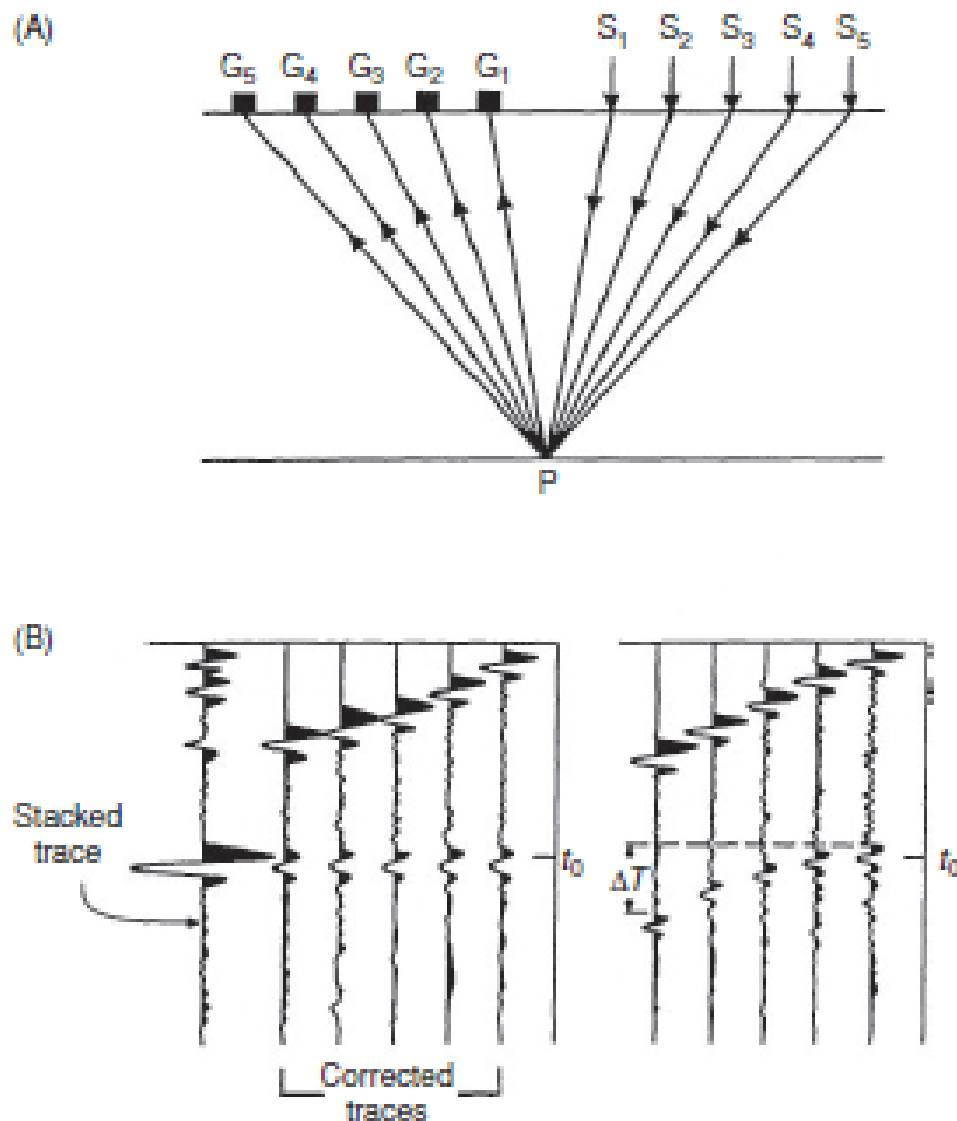 (A)
S₁ S₂ S₃ S₄ S₅
G₅ G₄ G₃ G₂ G₁
P
(B)
Stacked
trace
t₀
ΔT
t₀
Corrected
traces